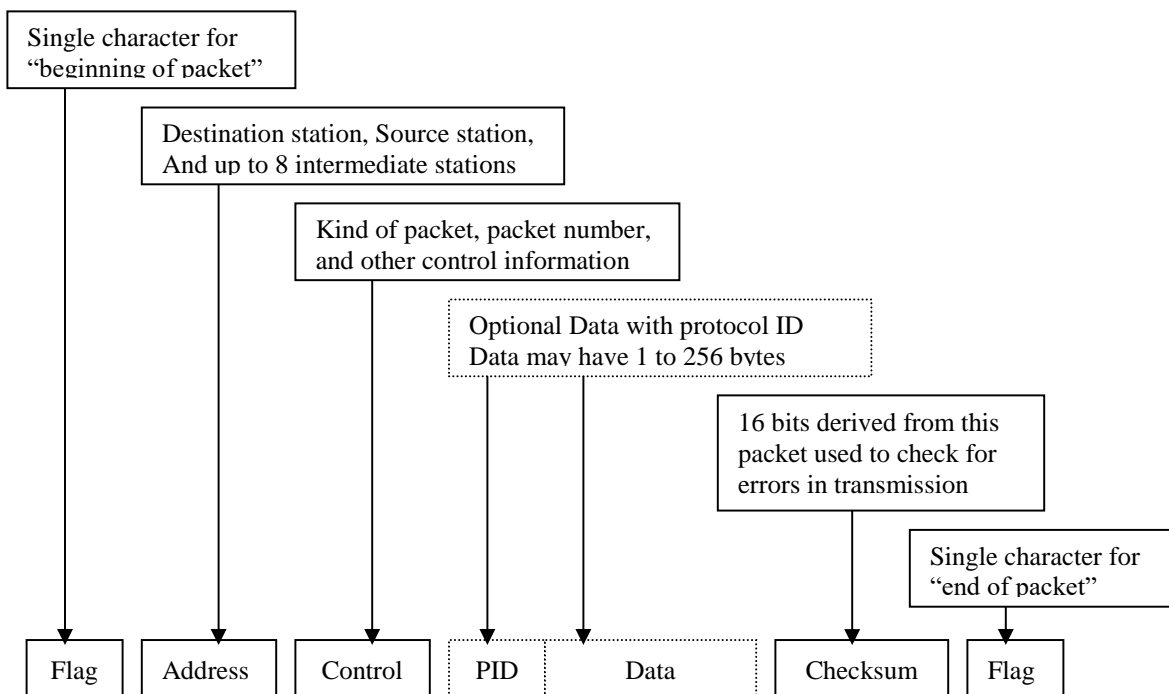 Single character for
“beginning of packet”
Destination station, Source station,
And up to 8 intermediate stations
Kind of packet, packet number,
and other control information
Optional Data with protocol ID
Data may have 1 to 256 bytes
16 bits derived from this
packet used to check for
errors in transmission
Single character for
“end of packet”
Flag Address Control PID Data Checksum Flag